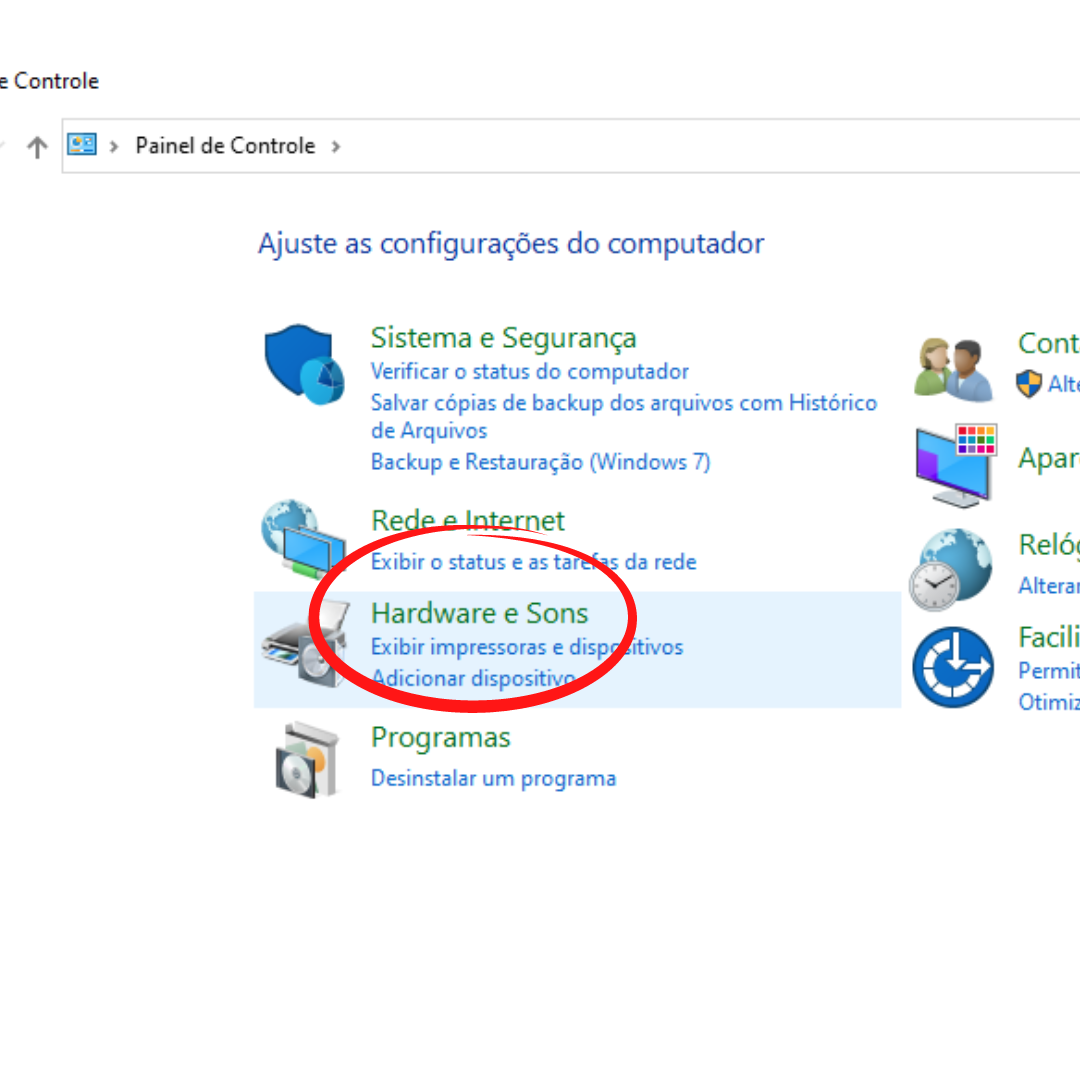 e Controle
Painel de Controle
Ajuste as configurações do computador
Sistema e Segurança
Verificar o status do computador
Salvar cópias de backup dos arquivos com Histórico
de Arquivos
Backup e Restauração (Windows 7)
Rede e Internet
Exibir o status e as tarefas da rede
Hardware e Sons
Exibir impressoras e dispositivos
Adicionar dispositivo
Programas
Desinstalar um programa
Cont
Alte
Apar
Reló
Alterar
Facili
Permit
Otimiz